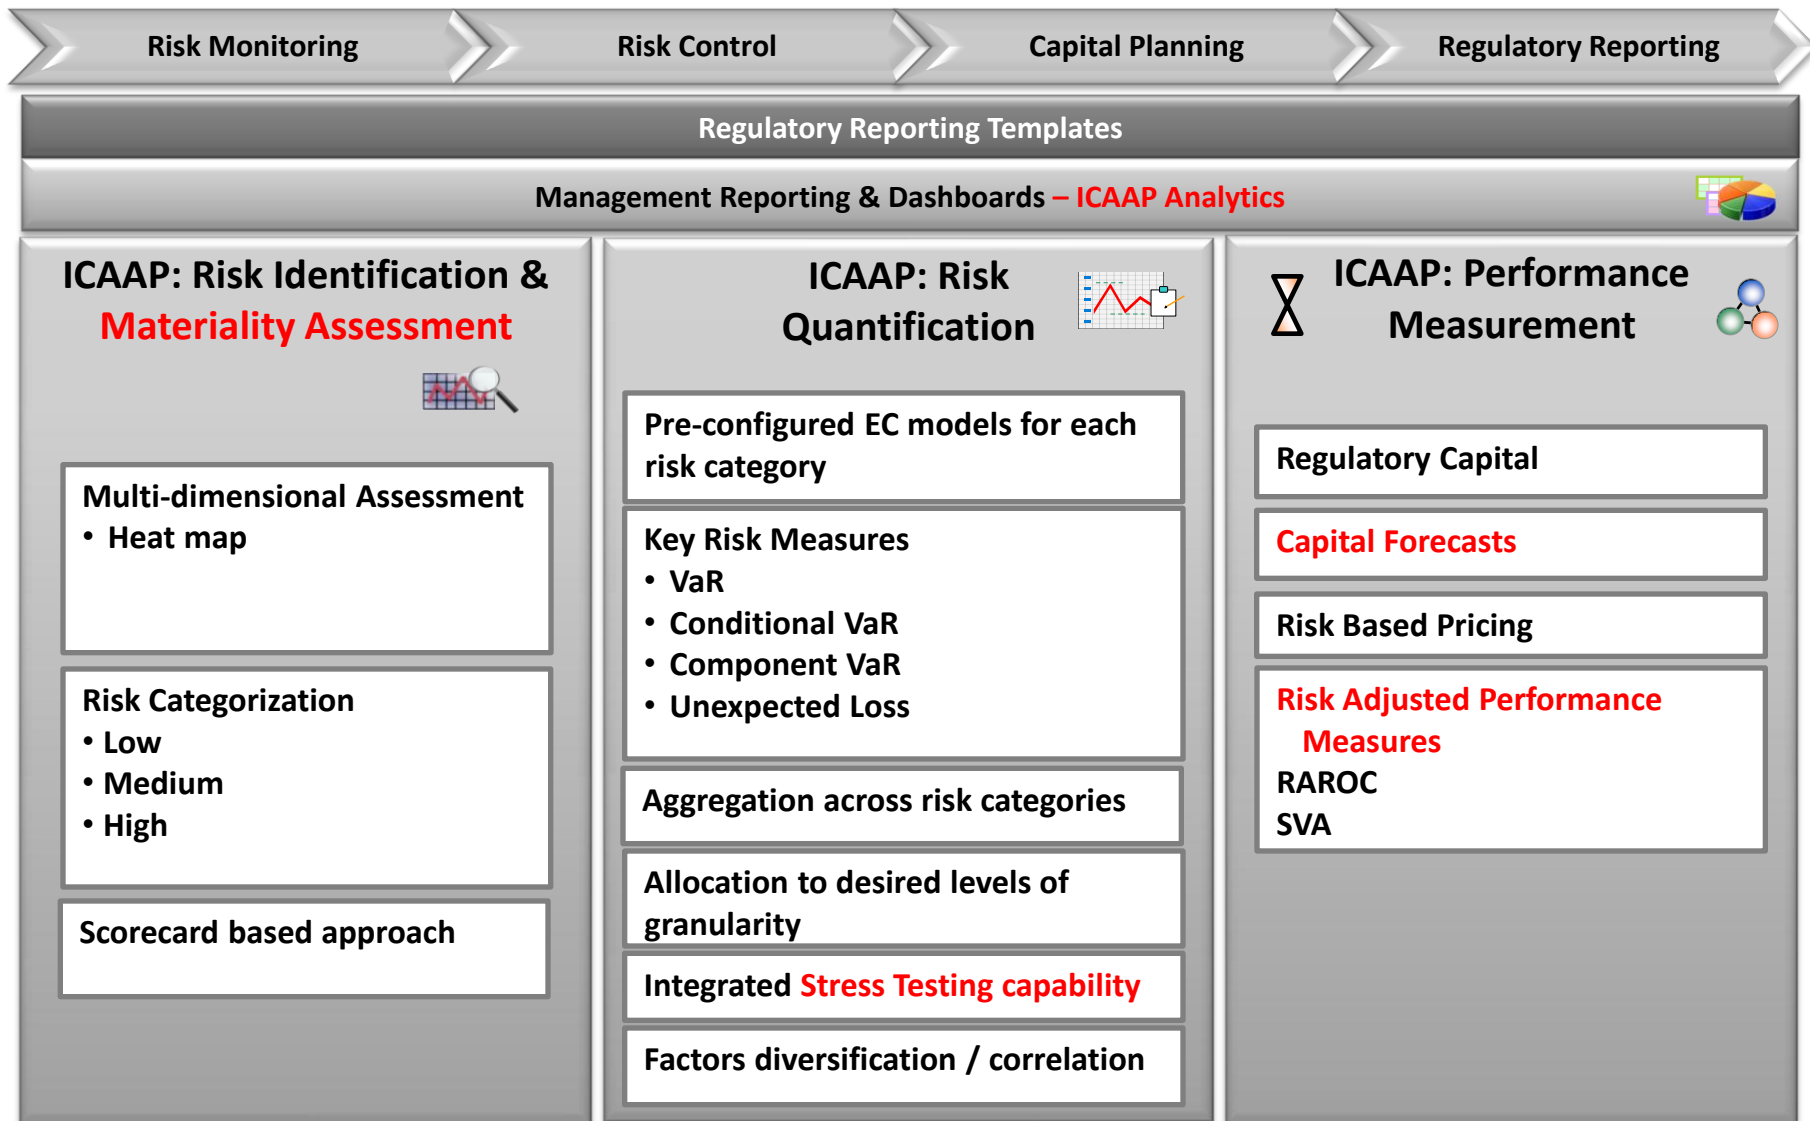 Risk Monitoring
Risk Control
Capital Planning
Regulatory Reporting
Regulatory Reporting Templates
Management Reporting & Dashboards – ICAAP Analytics
ICAAP: Risk Identification &
Materiality Assessment
Multi-dimensional Assessment
• Heat map
Risk Categorization
• Low
• Medium
• High
Scorecard based approach
ICAAP: Risk
Quantification
Pre-configured EC models for each
risk category
Key Risk Measures
• VaR
• Conditional VaR
• Component VaR
• Unexpected Loss
Aggregation across risk categories
Allocation to desired levels of
granularity
Integrated Stress Testing capability
Factors diversification / correlation
ICAAP: Performance
Measurement
Regulatory Capital
Capital Forecasts
Risk Based Pricing
Risk Adjusted Performance
Measures
RAROC
SVA